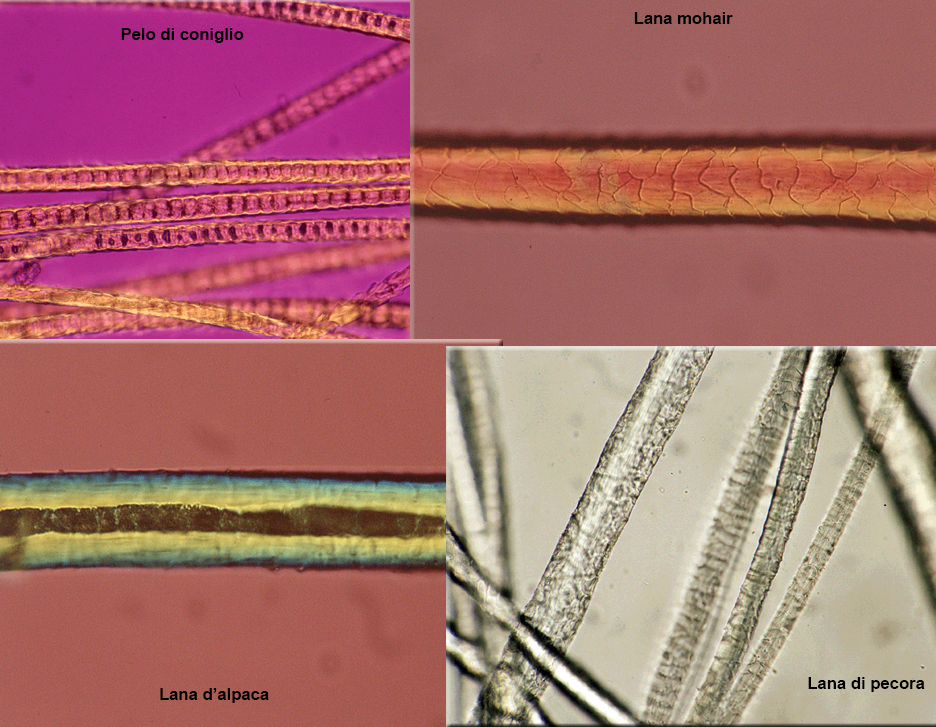 Pelo di coniglio
Lana mohair
Lana d’alpaca
Lana di pecora